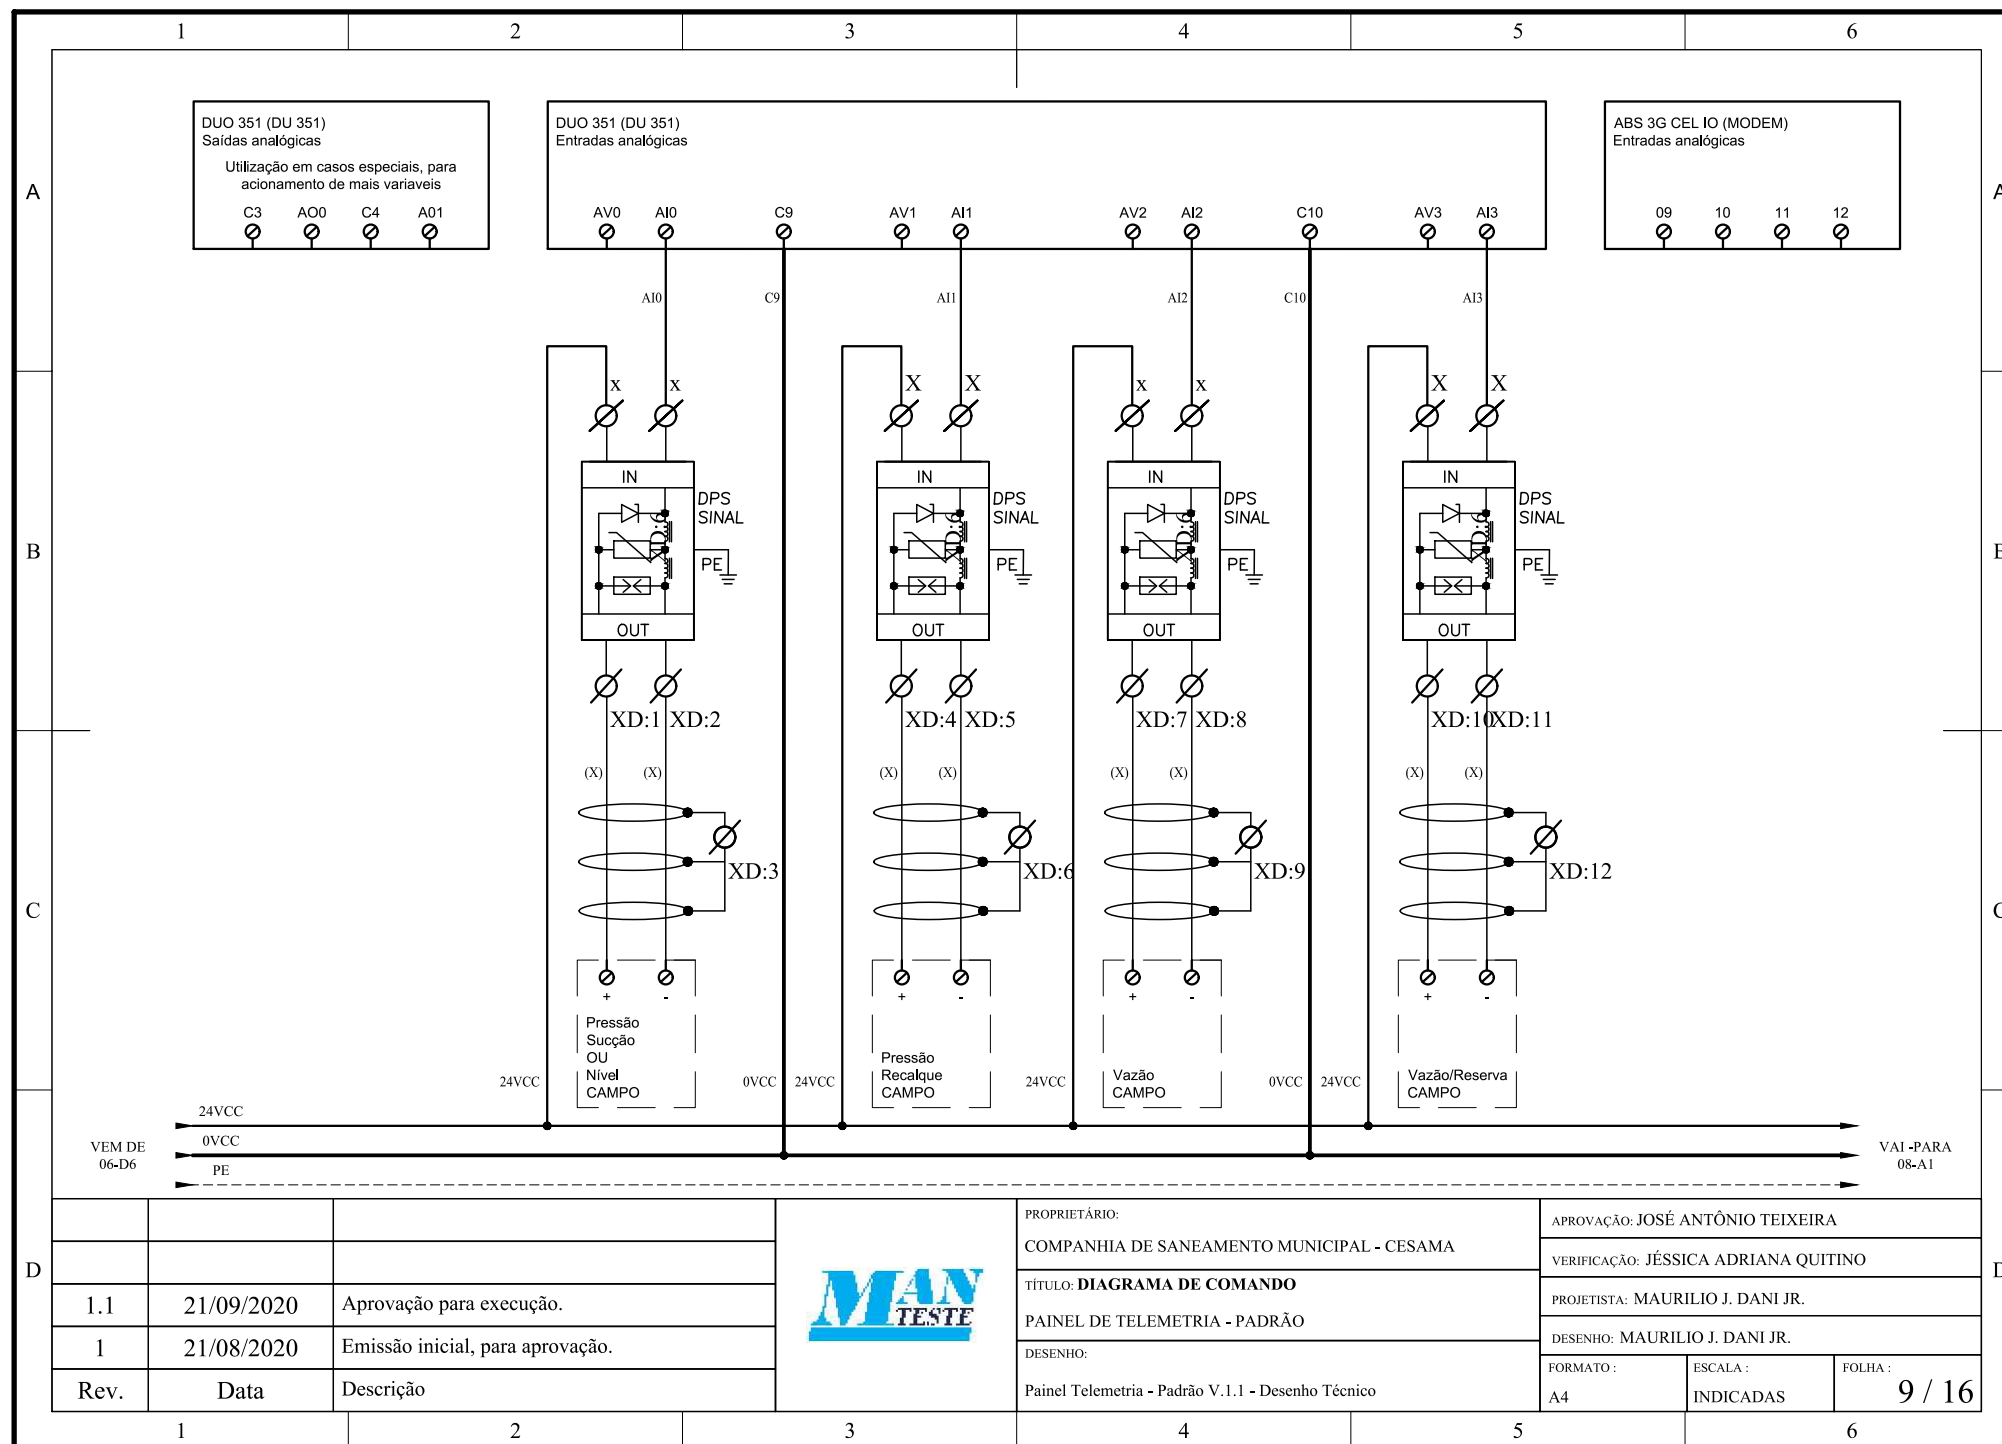 1 2 3 4 5 6
DUO 351 (DU 351)
Saídas analógicas
Utilização em casos especiais, para
acionamento de mais variaveis
C3 AO0 C4 A01
DUO 351 (DU 351)
Entradas analógicas
AV0 AI0 C9 AV1 AI1 AV2 AI2 C10 AV3 AI3
ABS 3G CEL IO (MODEM)
Entradas analógicas
09 10 11 12
A A
AI0 C9 AI1 AI2 C10 AI3
x x X X x x X X
IN IN IN IN
DPS
SINAL
DPS
SINAL
DPS
SINAL
DPS
SINAL
XD:6 XD:6 XD:6 XD:6
B B
PE PE PE PE
OUT OUT OUT OUT
XD:1 XD:2 XD:4 XD:5 XD:7 XD:8 XD:10 XD:11
(X) (X) (X) (X) (X) (X) (X) (X)
XD:3 XD:6 XD:9 XD:12
C C
+ - + - + - + -
Pressão
Sucção
OU
Nível
CAMPO
Pressão
Recalque
CAMPO
Vazão
CAMPO
Vazão/Reserva
CAMPO
24VCC 0VCC 24VCC 24VCC 0VCC 24VCC
24VCC
0VCC
PE
VEM DE
06-D6
VAI -PARA
08-A1
D D
1.1 21/09/2020 Aprovação para execução.
1 21/08/2020 Emissão inicial, para aprovação.
Rev. Data Descrição
MAN
TESTE
PROPRIETÁRIO:
COMPANHIA DE SANEAMENTO MUNICIPAL - CESAMA
TÍTULO: DIAGRAMA DE COMANDO
PAINEL DE TELEMETRIA - PADRÃO
DESENHO:
Painel Telemetria - Padrão V.1.1 - Desenho Técnico
APROVAÇÃO: JOSÉ ANTÔNIO TEIXEIRA
VERIFICAÇÃO: JÉSSICA ADRIANA QUITINO
PROJETISTA: MAURILIO J. DANI JR.
DESENHO: MAURILIO J. DANI JR.
FORMATO :
A4
ESCALA :
INDICADAS
FOLHA :
9 / 16
1 2 3 4 5 6